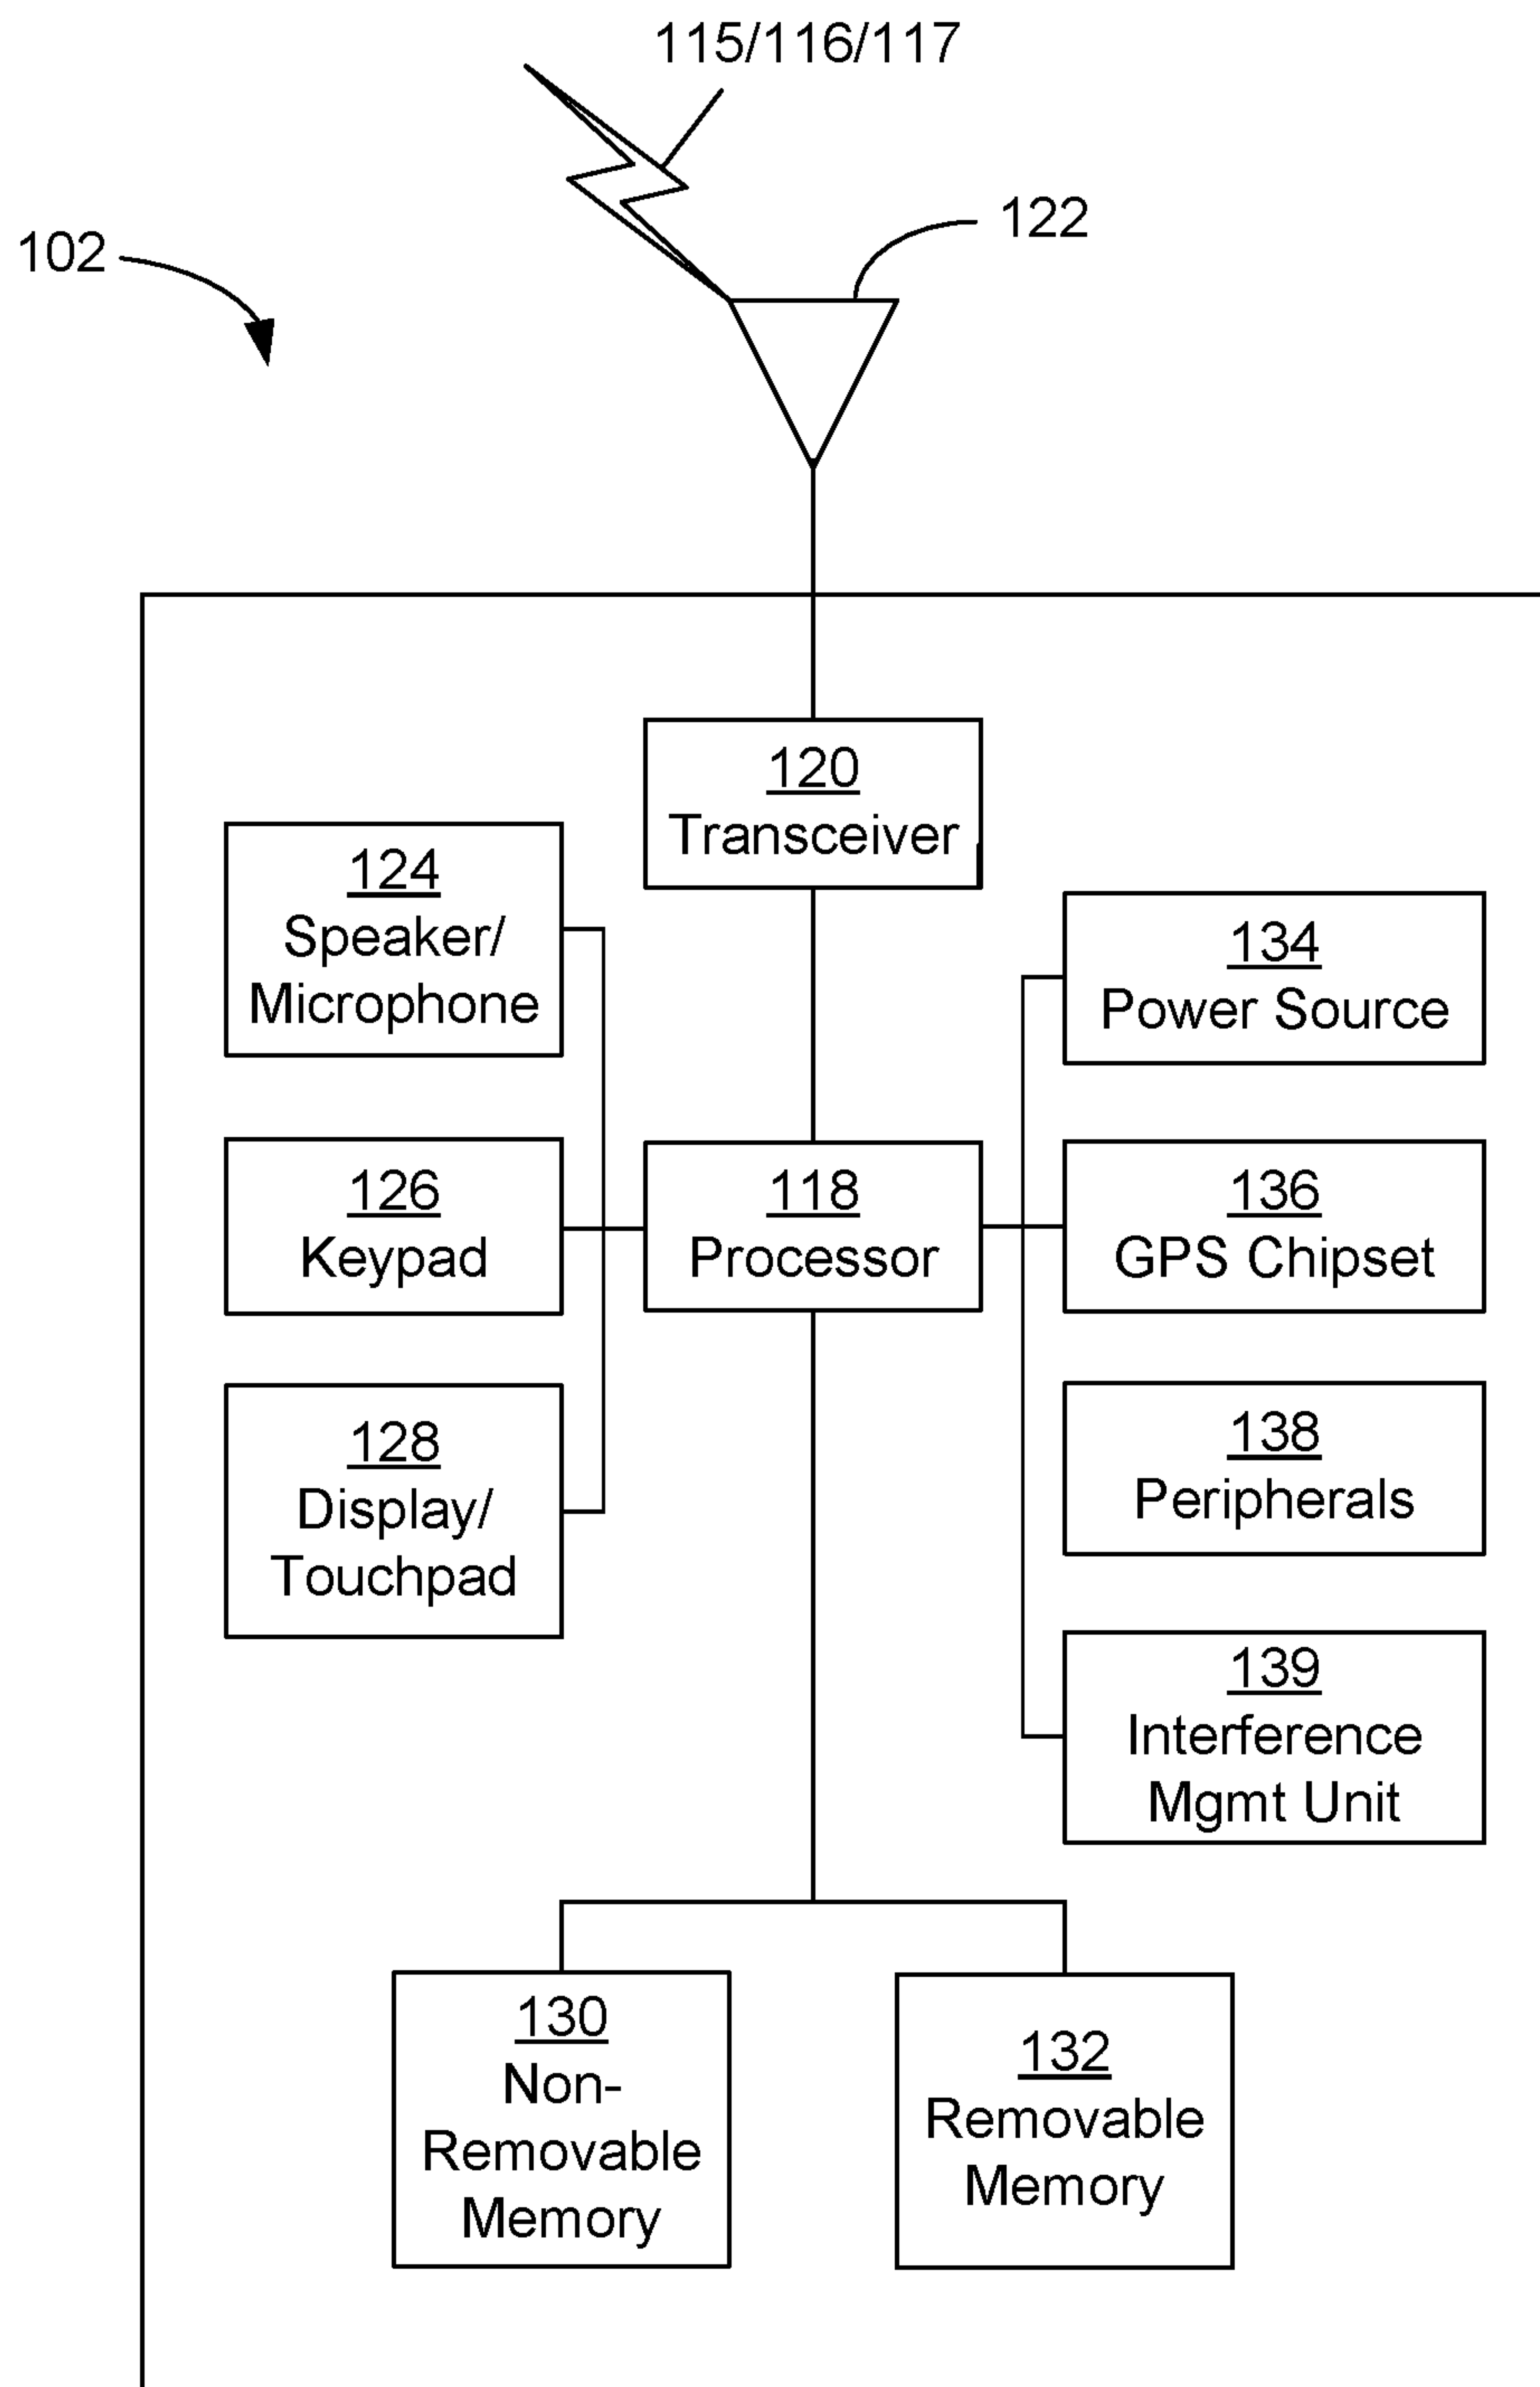 115/116/117
122
102
120
Transceiver
124
Speaker/
Microphone
134
Power Source
126
Keypad
118
Processor
136
GPS Chipset
128
Display/
Touchpad
138
Peripherals
139
Interference
Mgmt Unit
130
Non-
Removable
Memory
132
Removable
Memory